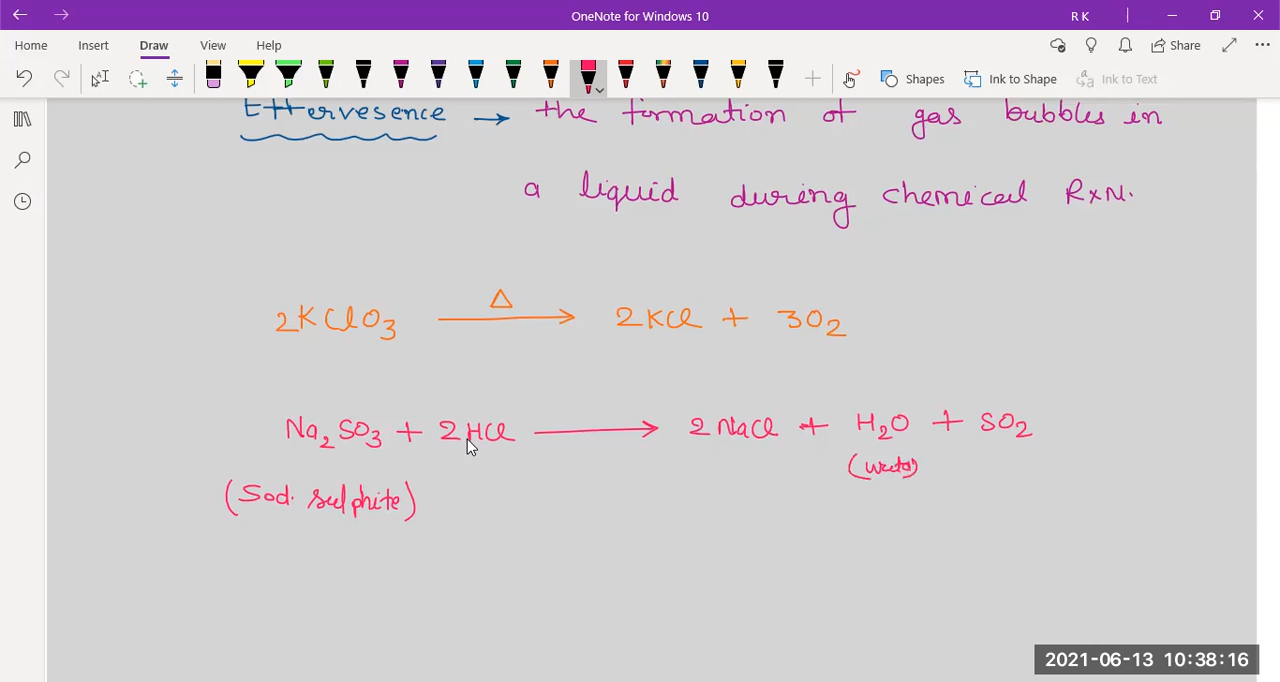 OneNote for Windows 10
R K
Home Insert Draw View Help Share
Shapes Ink to Shape Ink to Text
Effervesence → the formation of gas bubbles in
a liquid during chemical RxN.
2KClO3 Δ→ 2KCl + 3O2
Na2SO3 + 2HCl → 2NaCl + H2O + SO2
(water)
(Sod. sulphite)
2021-06-13 10:38:16